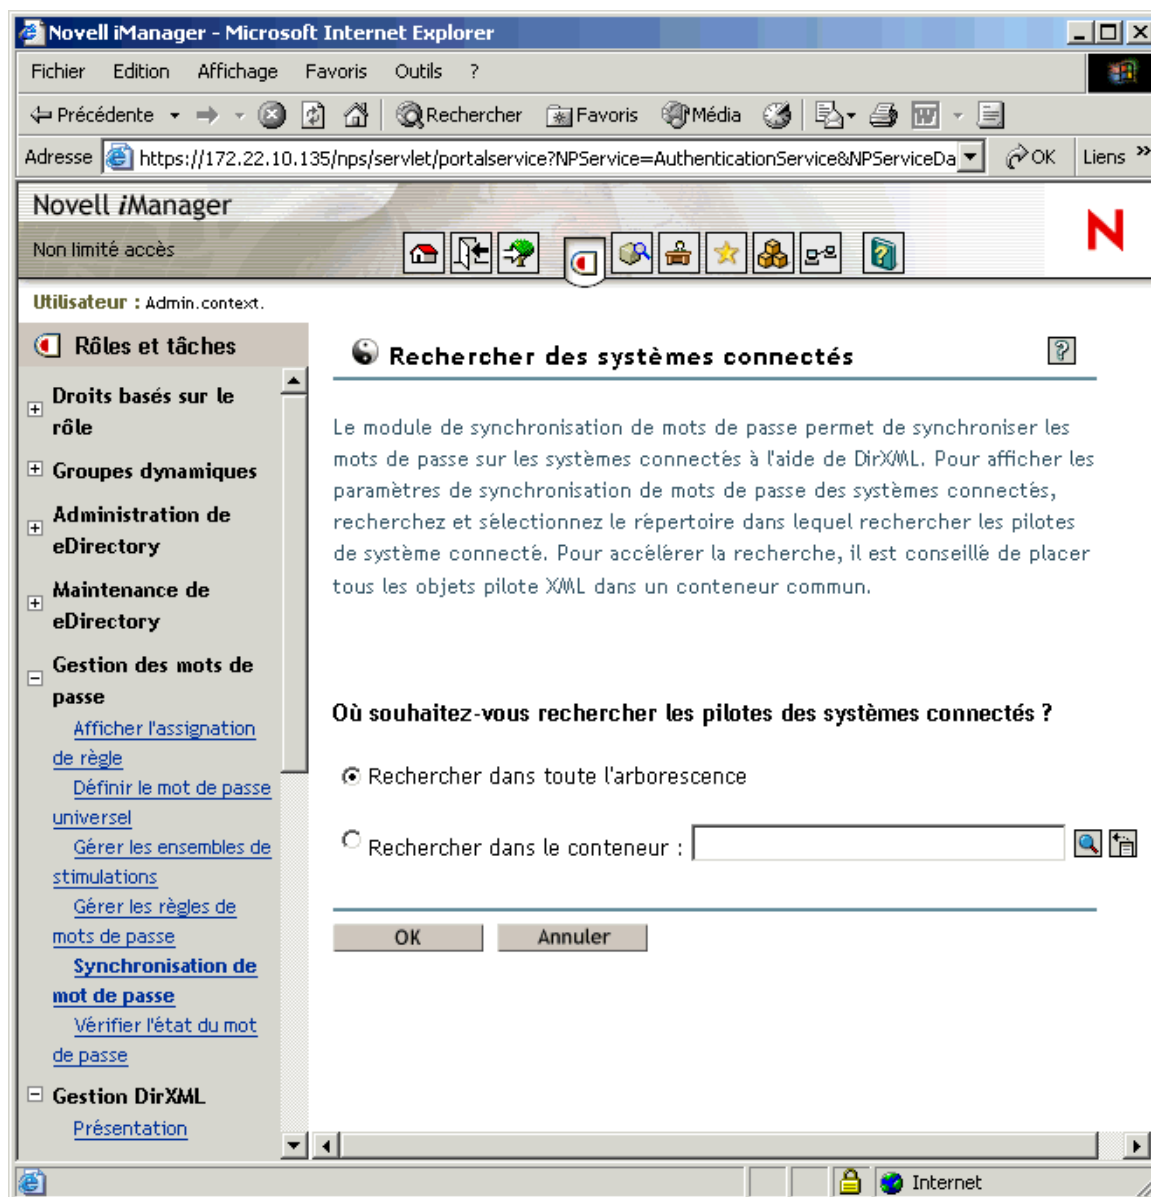 Novell iManager - Microsoft Internet Explorer
Fichier Edition Affichage Favoris Outils ?
Précédente Rechercher Favoris Média
Adresse https://172.22.10.135/nps/servlet/portalservice?NPService=AuthenticationService&NPServiceDa OK Liens »
Novell iManager
Non limité accès
N
Utilisateur : Admin.context.
Rôles et tâches
Droits basés sur le
rôle
Groupes dynamiques
Administration de
eDirectory
Maintenance de
eDirectory
Gestion des mots de
passe
Afficher l'assignation
de règle
Définir le mot de passe
universel
Gérer les ensembles de
stimulations
Gérer les règles de
mots de passe
Synchronisation de
mot de passe
Vérifier l'état du mot
de passe
Gestion DirXML
Présentation
Rechercher des systèmes connectés
Le module de synchronisation de mots de passe permet de synchroniser les
mots de passe sur les systèmes connectés à l'aide de DirXML. Pour afficher les
paramètres de synchronisation de mots de passe des systèmes connectés,
recherchez et sélectionnez le répertoire dans lequel rechercher les pilotes
de système connecté. Pour accélérer la recherche, il est conseillé de placer
tous les objets pilote XML dans un conteneur commun.
Où souhaitez-vous rechercher les pilotes des systèmes connectés ?
Rechercher dans toute l'arborescence
Rechercher dans le conteneur :
OK Annuler
Internet